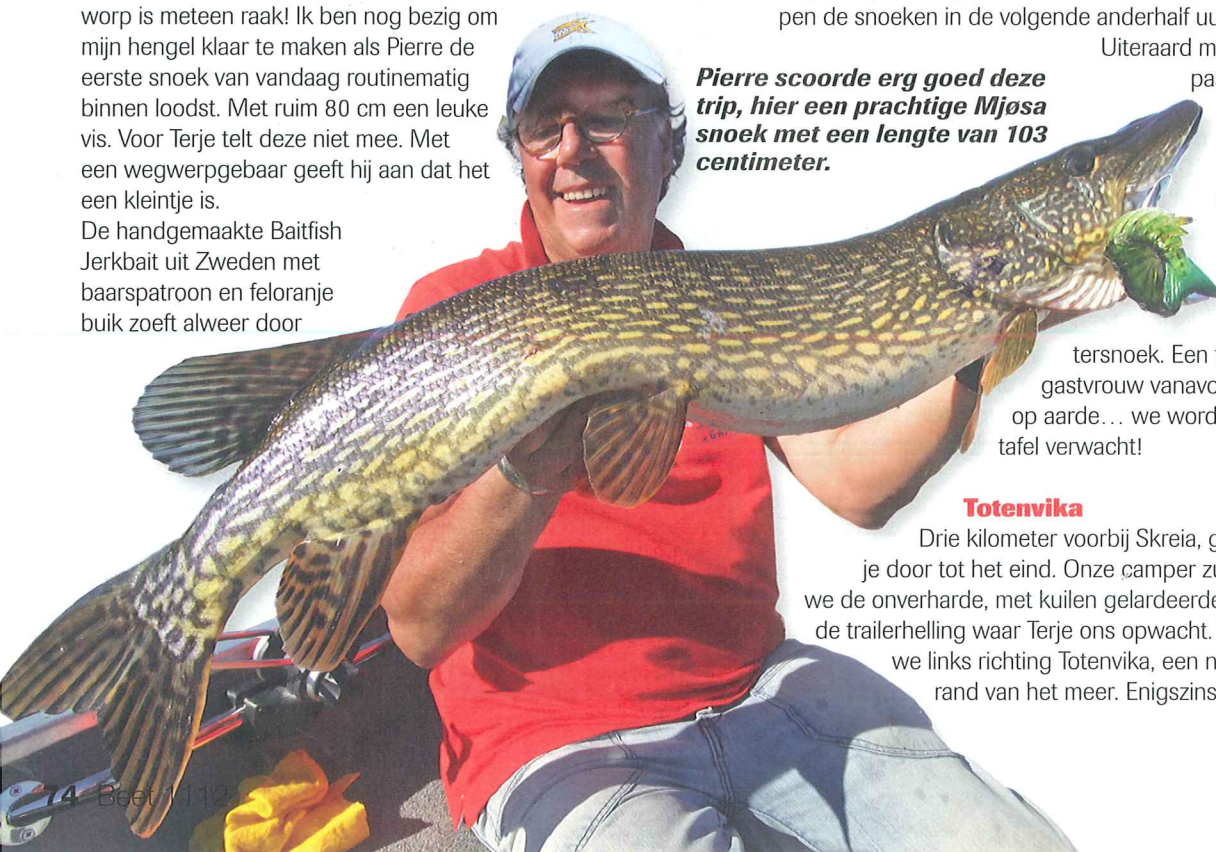 worp is meteen raak! Ik ben nog bezig om
mijn hengel klaar te maken als Pierre de
eerste snoek van vandaag routinematig
binnen loodst. Met ruim 80 cm een leuke
vis. Voor Terje telt deze niet mee. Met
een wegwerpgebaar geeft hij aan dat het
een kleintje is.
De handgemaakte Baitfish
Jerkbait uit Zweden met
baarspatroon en feloranje
buik zoeft alweer door
Pierre scoorde erg goed deze
trip, hier een prachtige Mjøsa
snoek met een lengte van 103
centimeter.
pen de snoeken in de volgende anderhalf uu
Uiteraard m
pa
tersnoek. Een
gastvrouw vanavo
op aarde... we word
tafel verwacht!
Totenvika
Drie kilometer voorbij Skreia, g
je door tot het eind. Onze camper zu
we de onverharde, met kuilen gelardeerde
de trailerhelling waar Terje ons opwacht.
we links richting Totenvika, een n
rand van het meer. Enigszins
74 Beet 1112